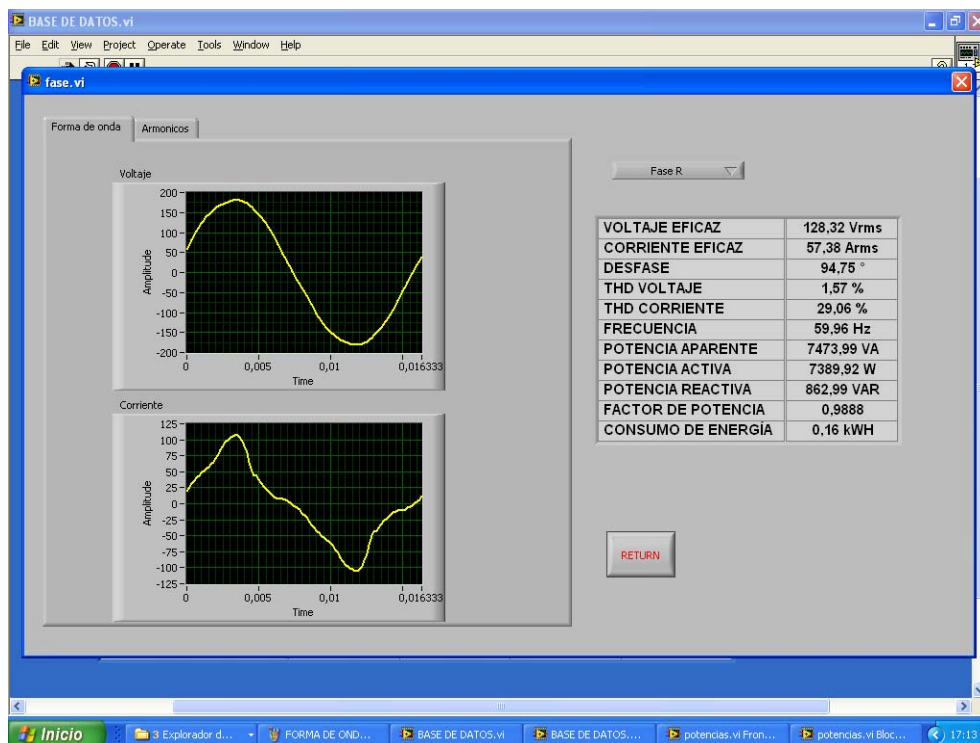 BASE DE DATOS.vi
File Edit View Project Operate Tools Window Help
fase.vi
Forma de onda Armonicos
Voltaje
Amplitude
200
150
100
50
0
-50
-100
-150
-200
0 0,005 0,01 0,016333
Time
Corriente
Amplitude
125
100
75
50
25
0
-25
-50
-75
-100
-125
0 0,005 0,01 0,016333
Time
Fase R
VOLTAJE EFICAZ 128,32 Vrms
CORRIENTE EFICAZ 57,38 Arms
DESFASE 94,75 °
THD VOLTAJE 1,57 %
THD CORRIENTE 29,06 %
FRECUENCIA 59,96 Hz
POTENCIA APARENTE 7473,99 VA
POTENCIA ACTIVA 7389,92 W
POTENCIA REACTIVA 862,99 VAR
FACTOR DE POTENCIA 0,9888
CONSUMO DE ENERGÍA 0,16 kWH
RETURN
Inicio 3 Explorador d... FORMA DE OND... BASE DE DATOS.vi BASE DE DATOS.... potencias.vi Fron... potencias.vi Bloc...